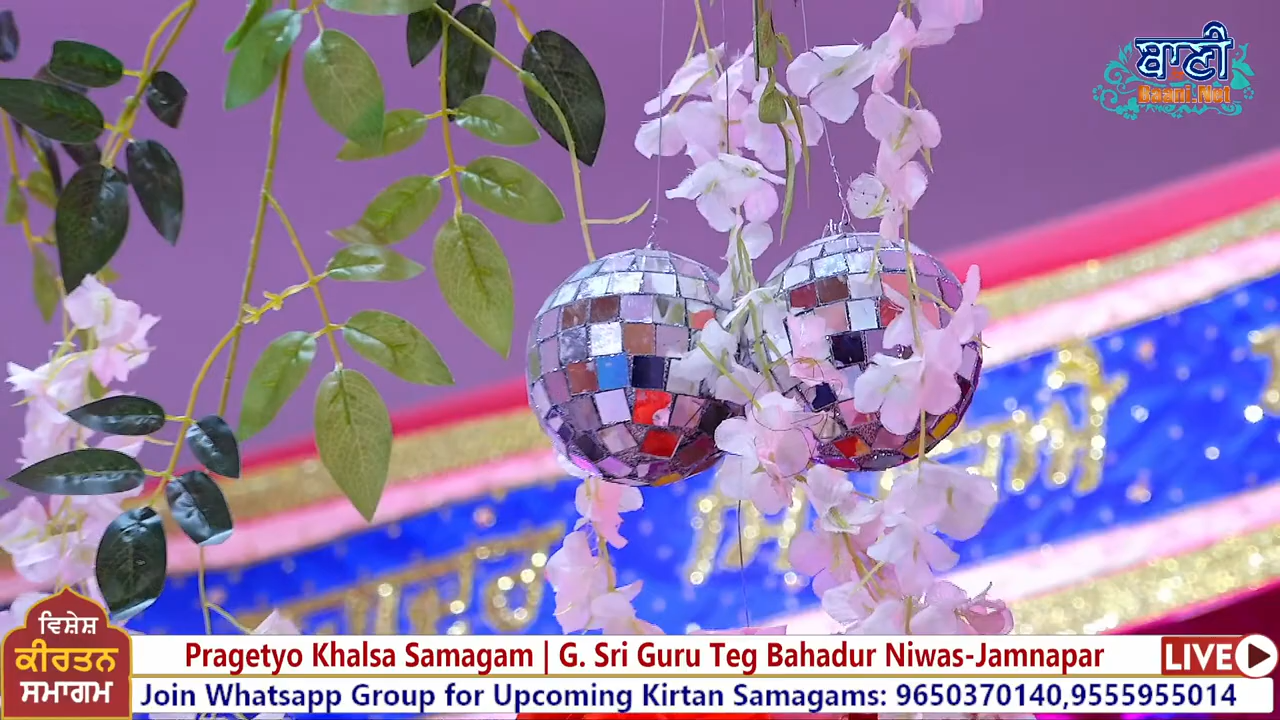 ਬਾਣੀ
Baani.Net
ਵਿਸ਼ੇਸ਼
ਕੀਰਤਨ
ਸਮਾਗਮ
Pragetyo Khalsa Samagam | G. Sri Guru Teg Bahadur Niwas-Jamnapar
LIVE
Join Whatsapp Group for Upcoming Kirtan Samagams: 9650370140,9555955014